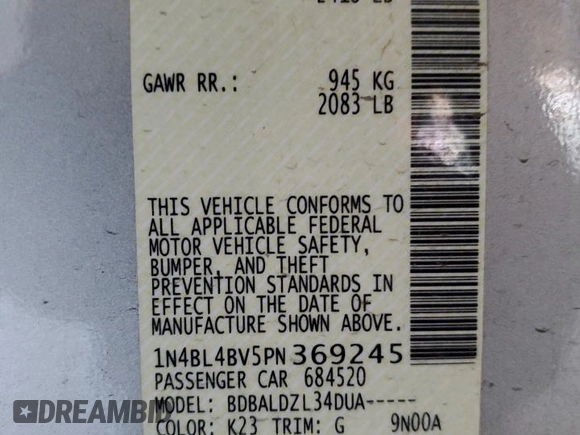 GAWR RR.: 945 KG
2083 LB
THIS VEHICLE CONFORMS TO
ALL APPLICABLE FEDERAL
MOTOR VEHICLE SAFETY,
BUMPER, AND THEFT
PREVENTION STANDARDS IN
EFFECT ON THE DATE OF
MANUFACTURE SHOWN ABOVE.
1N4BL4BV5PN369245
PASSENGER CAR 684520
MODEL: BDBALDZL34DUA-----
COLOR: K23 TRIM: G 9N00A
DREAMBID.COM